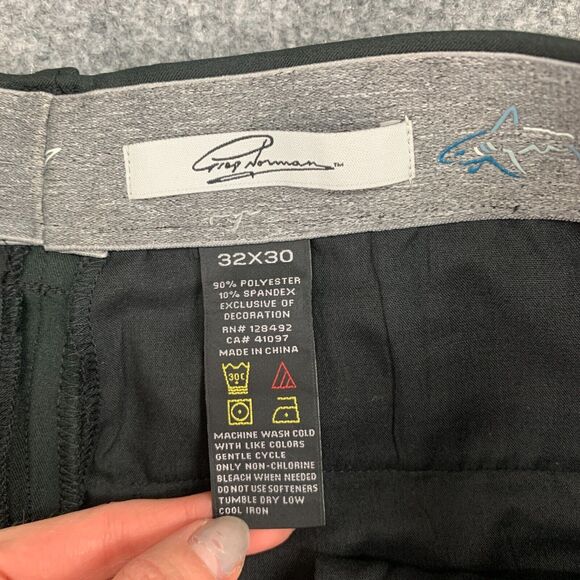 Greg Norman™
32X30
90% POLYESTER
10% SPANDEX
EXCLUSIVE OF
DECORATION
RN# 128492
CA# 41097
MADE IN CHINA
30C
MACHINE WASH COLD
WITH LIKE COLORS
GENTLE CYCLE
ONLY NON-CHLORINE
BLEACH WHEN NEEDED
DO NOT USE SOFTENERS
TUMBLE DRY LOW
COOL IRON